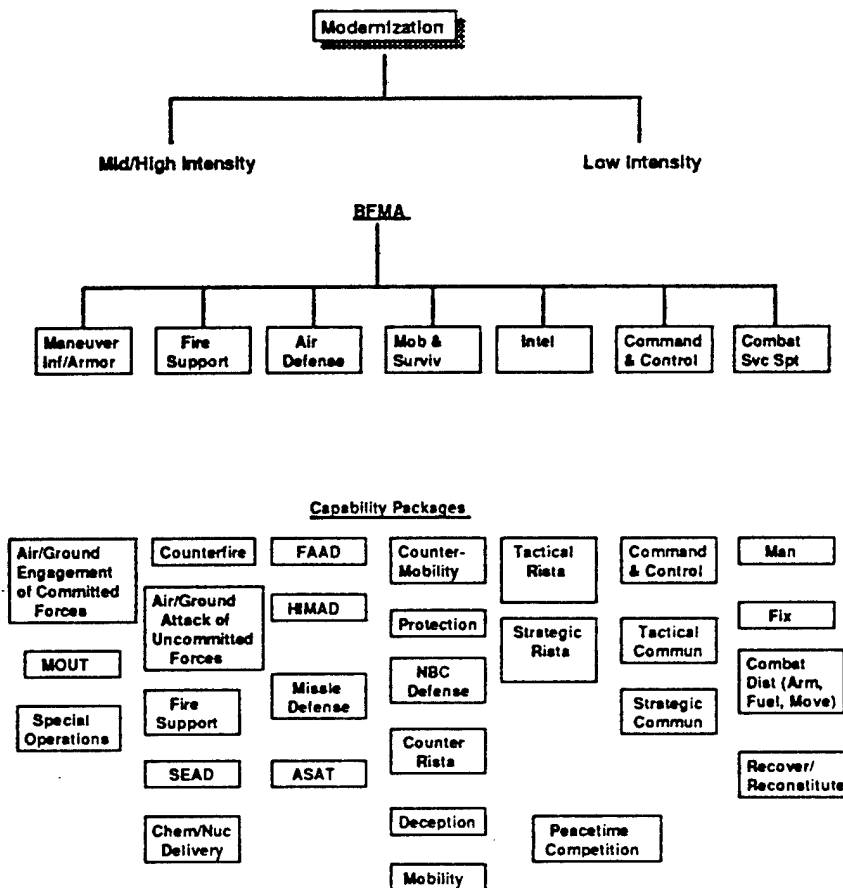 Modernization
Mid/High Intensity
Low Intensity
BFMA
Maneuver
Inf/Armor
Fire
Support
Air
Defense
Mob &
Surviv
Intel
Command
& Control
Combat
Svc Spt
Capability Packages
Air/Ground
Engagement
of Committed
Forces
MOUT
Special
Operations
Counterfire
Air/Ground
Attack of
Uncommitted
Forces
Fire
Support
SEAD
Chem/Nuc
Delivery
FAAD
HIMAD
Missle
Defense
ASAT
Counter-
Mobility
Protection
NBC
Defense
Counter
Rista
Deception
Mobility
Tactical
Rista
Strategic
Rista
Peacetime
Competition
Command
& Control
Tactical
Commun
Strategic
Commun
Man
Fix
Combat
Dist (Arm,
Fuel, Move)
Recover/
Reconstitute